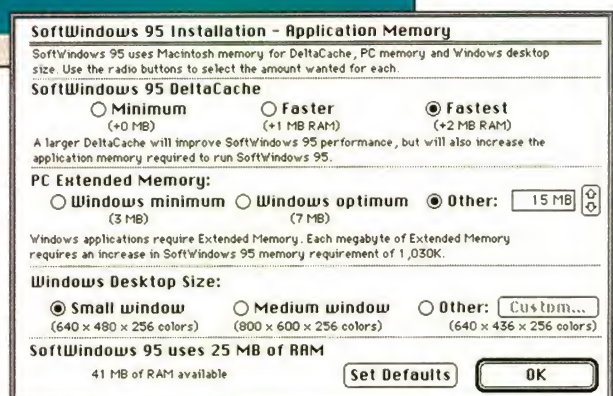 SoftWindows 95 Installation - Application Memory
SoftWindows 95 uses Macintosh memory for DeltaCache, PC memory and Windows desktop
size. Use the radio buttons to select the amount wanted for each.
SoftWindows 95 DeltaCache
Minimum Faster Fastest
(+0 MB) (+1 MB RAM) (+2 MB RAM)
A larger DeltaCache will improve SoftWindows 95 performance, but will also increase the
application memory required to run SoftWindows 95.
PC Extended Memory:
Windows minimum Windows optimum Other: 15 MB
(3 MB) (7 MB)
Windows applications require Extended Memory. Each megabyte of Extended Memory
requires an increase in SoftWindows 95 memory requirement of 1,030K.
Windows Desktop Size:
Small window Medium window Other: Custom...
(640 x 480 x 256 colors) (800 x 600 x 256 colors) (640 x 436 x 256 colors)
SoftWindows 95 uses 25 MB of RAM
41 MB of RAM available Set Defaults OK